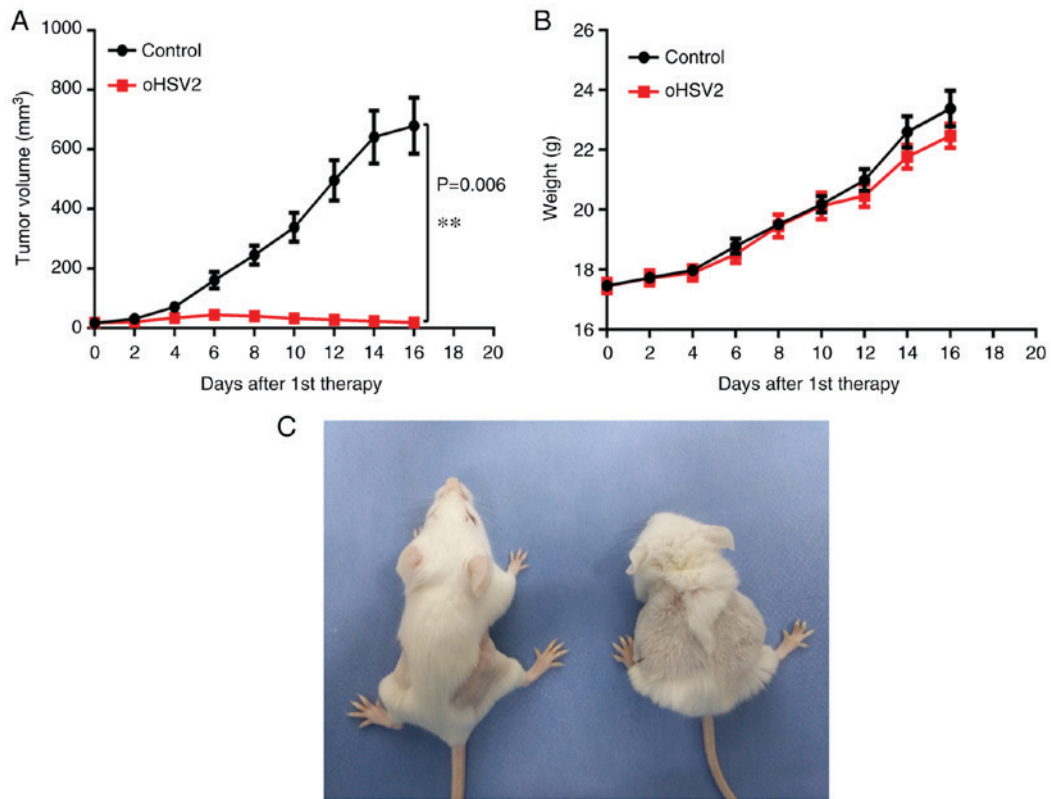 A
Tumor volume (mm³)
1000
800
600
400
200
0
Control
oHSV2
P=0.006
**
0 2 4 6 8 10 12 14 16 18 20
Days after 1st therapy
B
Weight (g)
26
24
22
20
18
16
Control
oHSV2
0 2 4 6 8 10 12 14 16 18 20
Days after 1st therapy
C